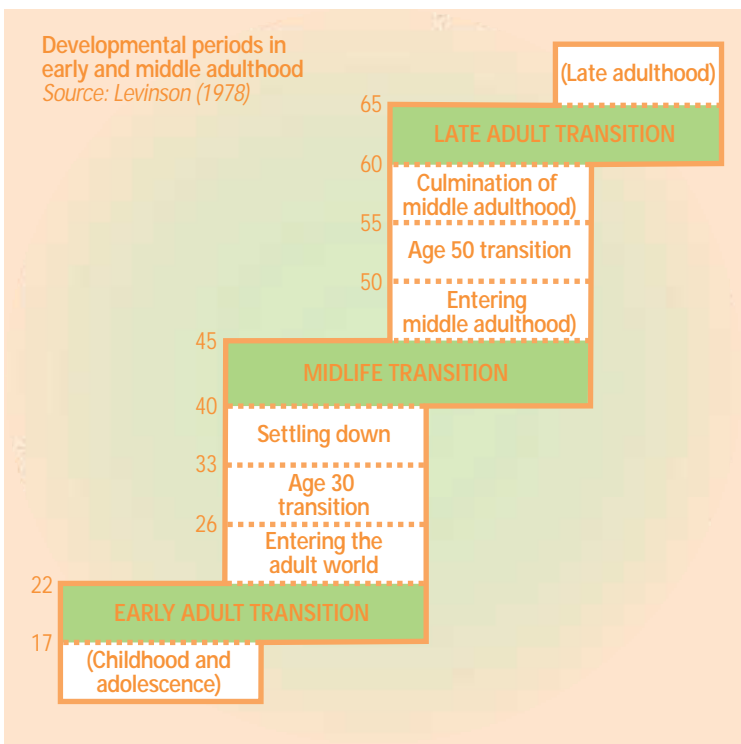 Developmental periods in
early and middle adulthood
Source: Levinson (1978)
(Late adulthood)
65
LATE ADULT TRANSITION
60
Culmination of
middle adulthood)
55
Age 50 transition
50
Entering
middle adulthood)
45
MIDLIFE TRANSITION
40
Settling down
33
Age 30
transition
26
Entering the
adult world
22
EARLY ADULT TRANSITION
17
(Childhood and
adolescence)